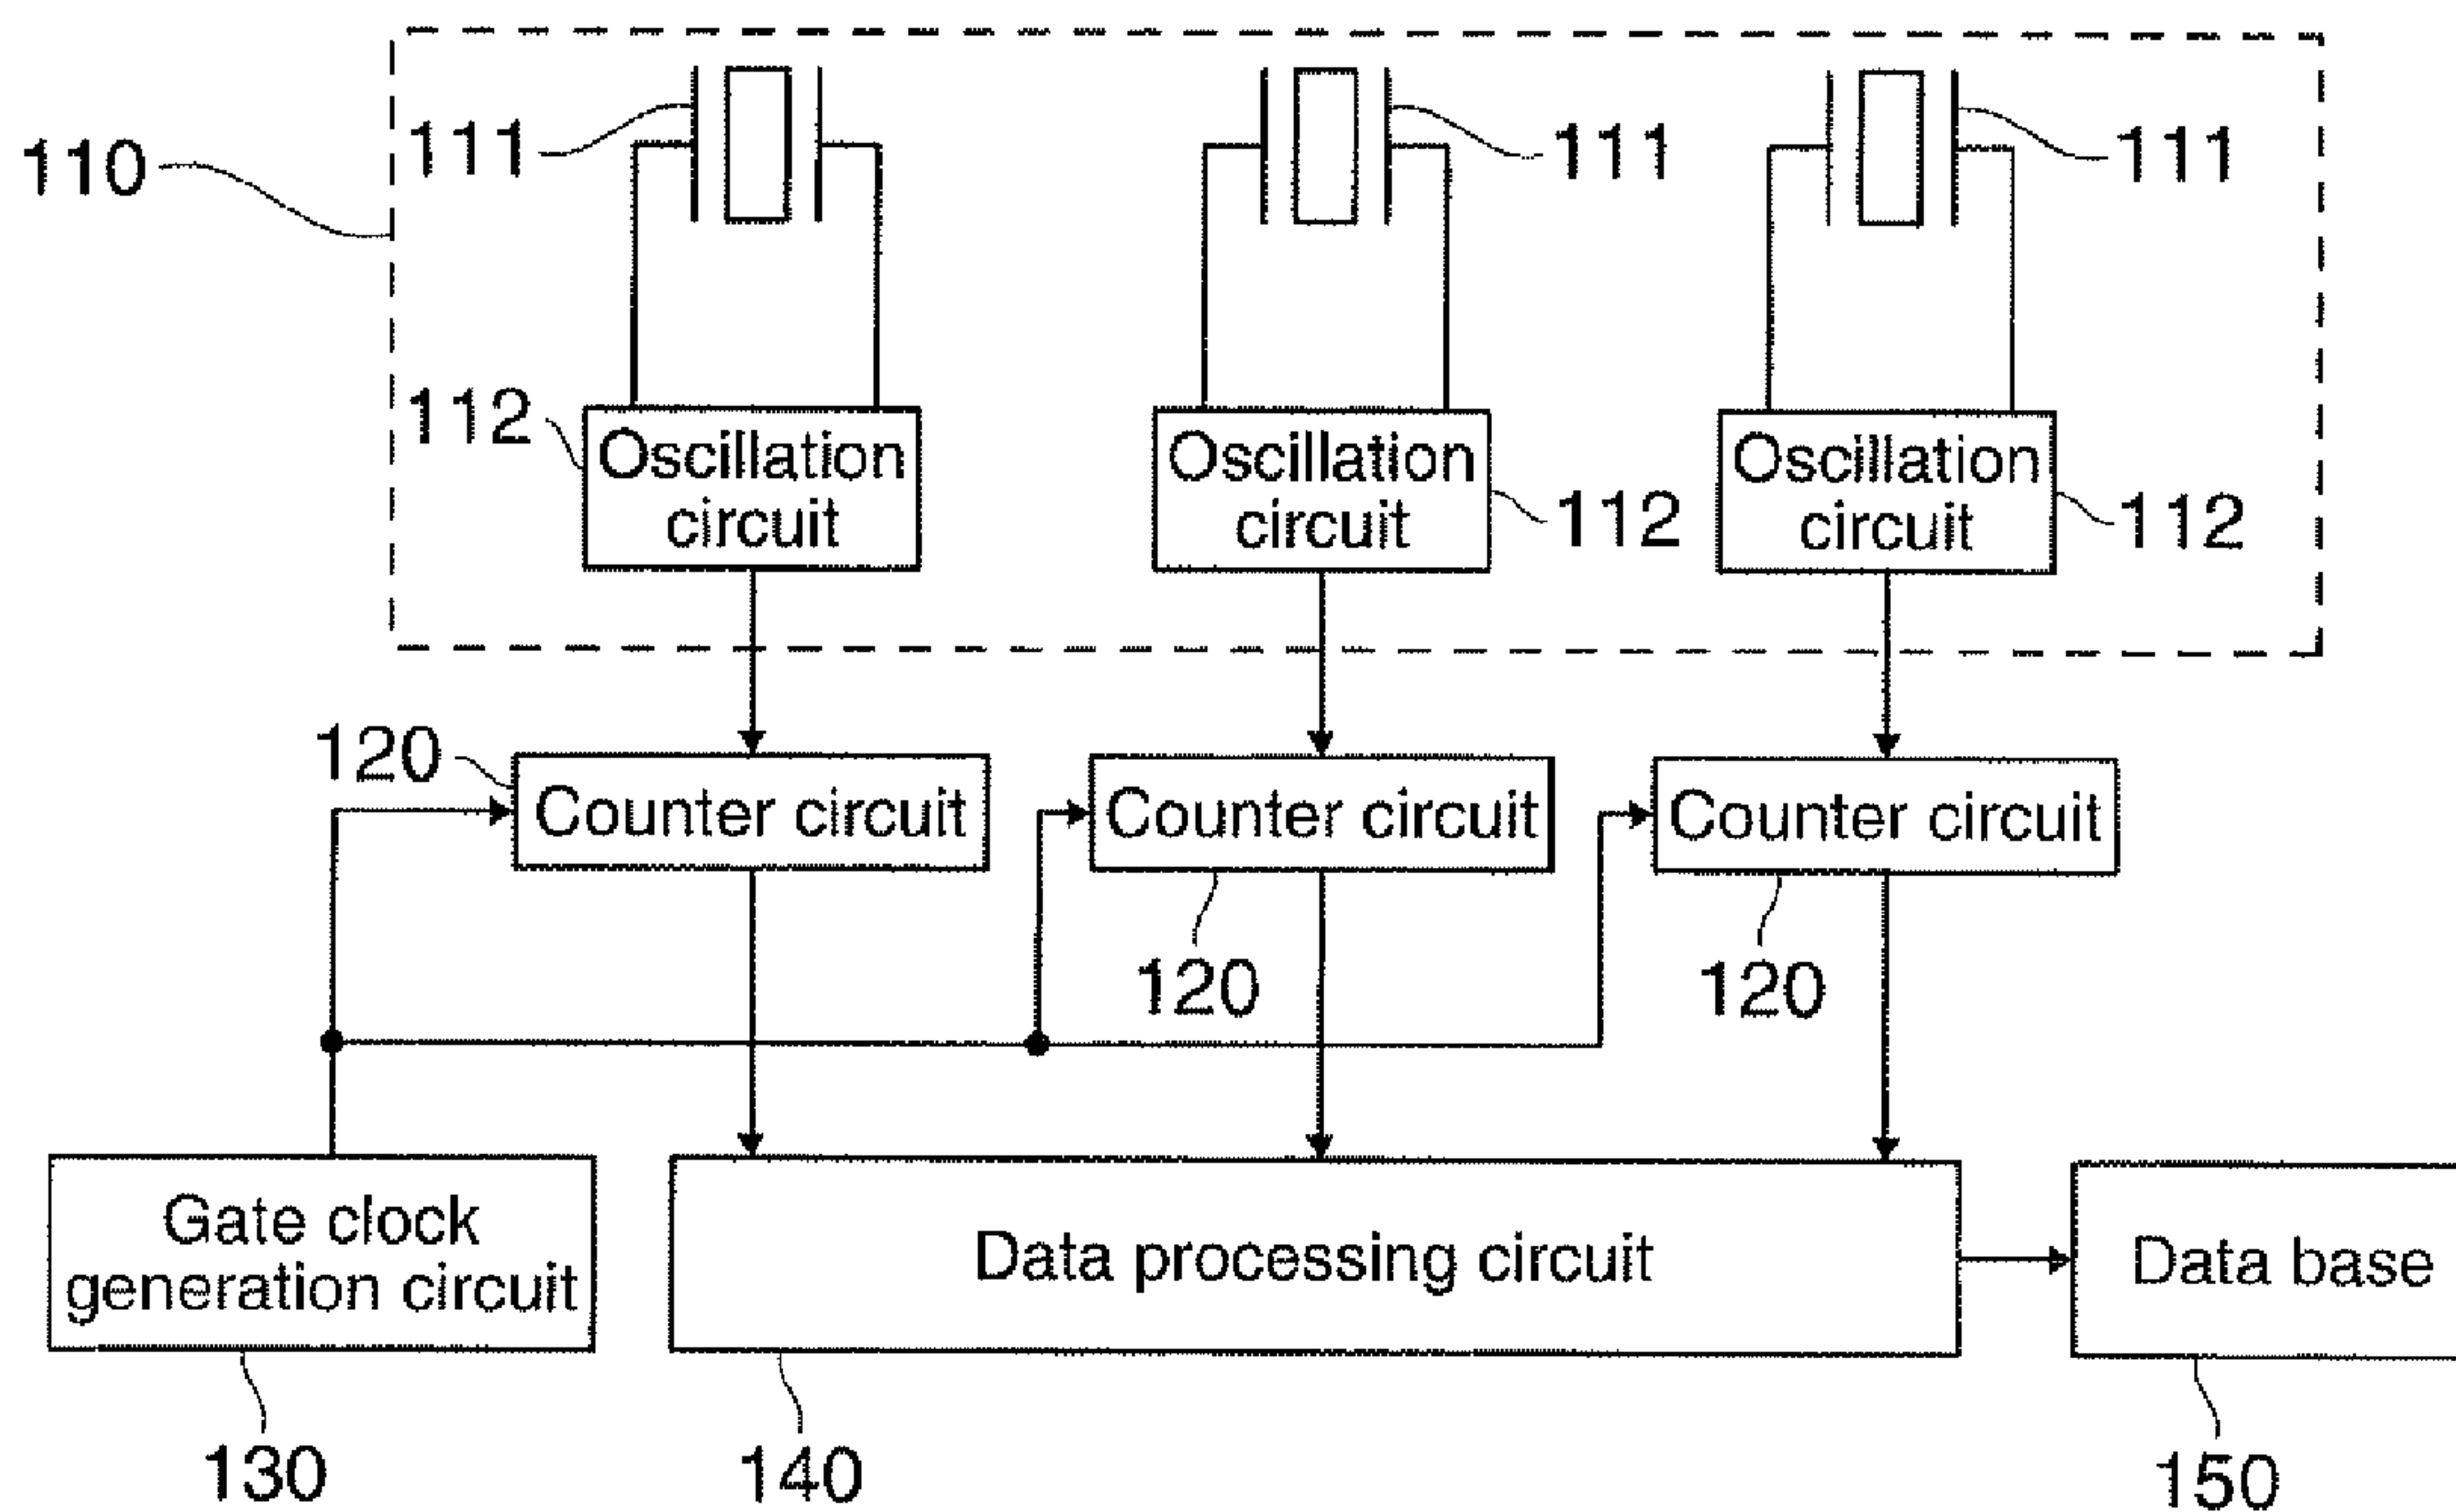 110
111
111
111
112
Oscillation
circuit
Oscillation
circuit
112
Oscillation
circuit
112
120
Counter circuit
Counter circuit
Counter circuit
120
120
Gate clock
generation circuit
Data processing circuit
Data base
130
140
150